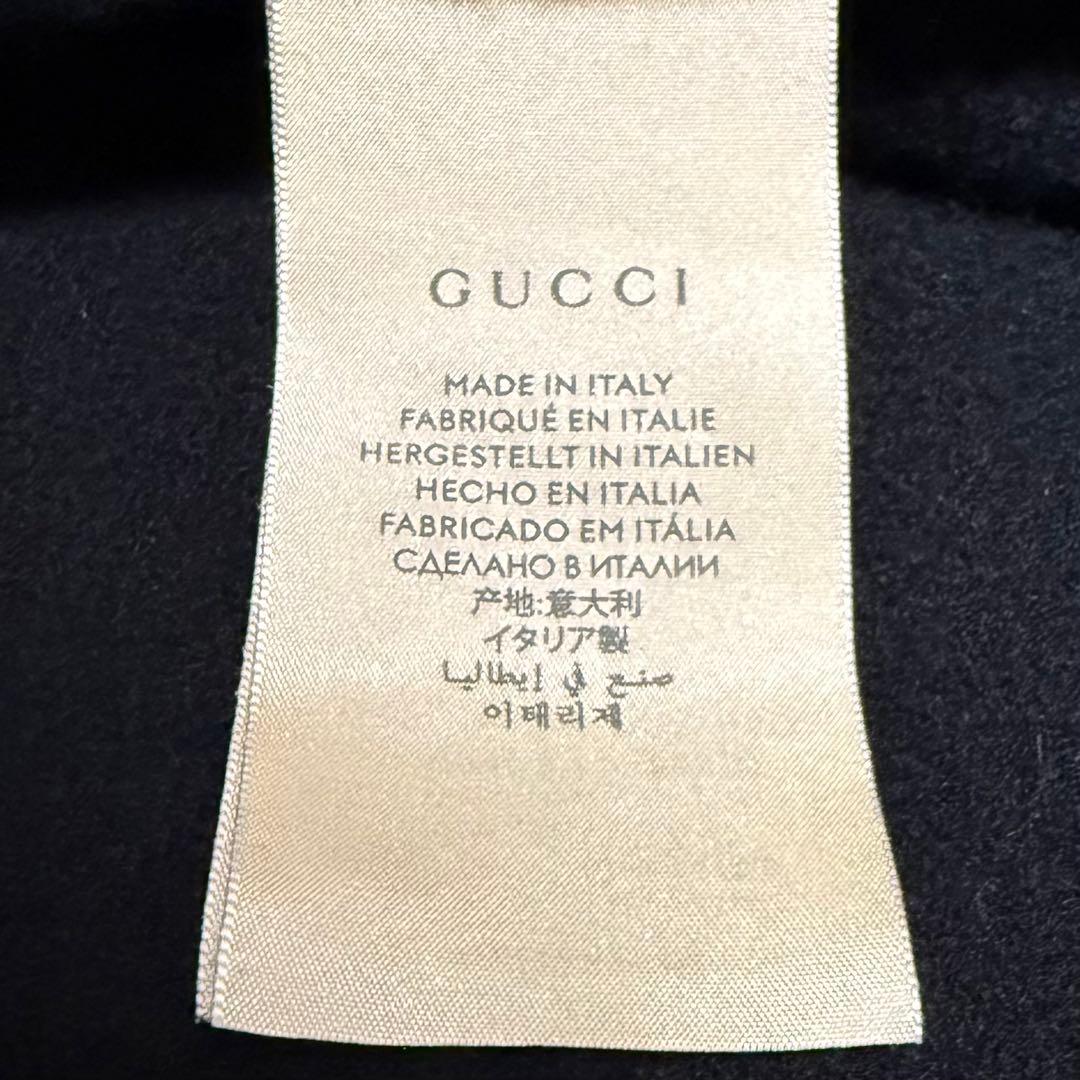 GUCCI
MADE IN ITALY
FABRIQUÉ EN ITALIE
HERGESTELLT IN ITALIEN
HECHO EN ITALIA
FABRICADO EM ITÁLIA
СДЕЛАНО В ИТАЛИИ
产地:意大利
イタリア製
صنع في إيطاليا
이태리제